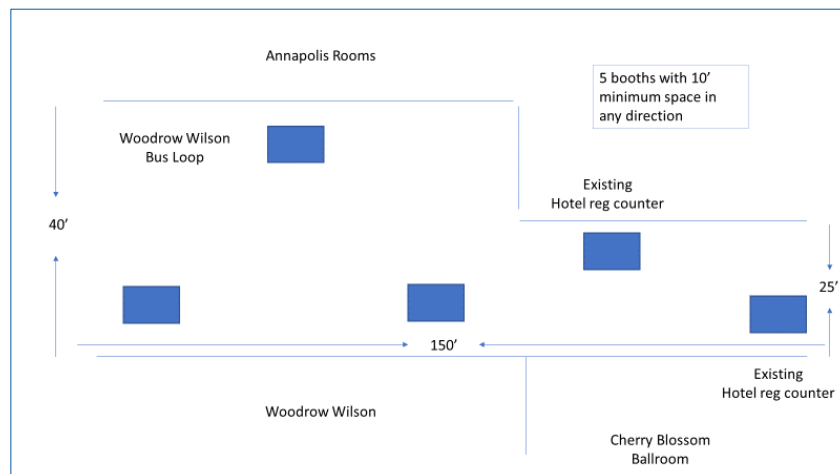 Annapolis Rooms
5 booths with 10’
minimum space in
any direction
Woodrow Wilson
Bus Loop
Existing
Hotel reg counter
40’
25’
150’
Existing
Hotel reg counter
Woodrow Wilson
Cherry Blossom
Ballroom